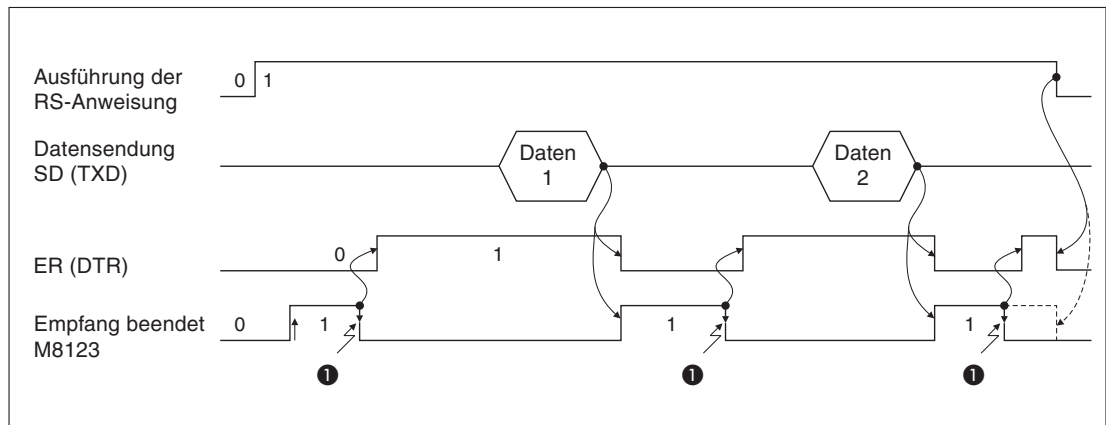 Ausführung der
RS-Anweisung
0 1
Datensendung
SD (TXD)
Daten
1
Daten
2
ER (DTR)
0 1
Empfang beendet
M8123
0 1 1 1
❶ ❶ ❶